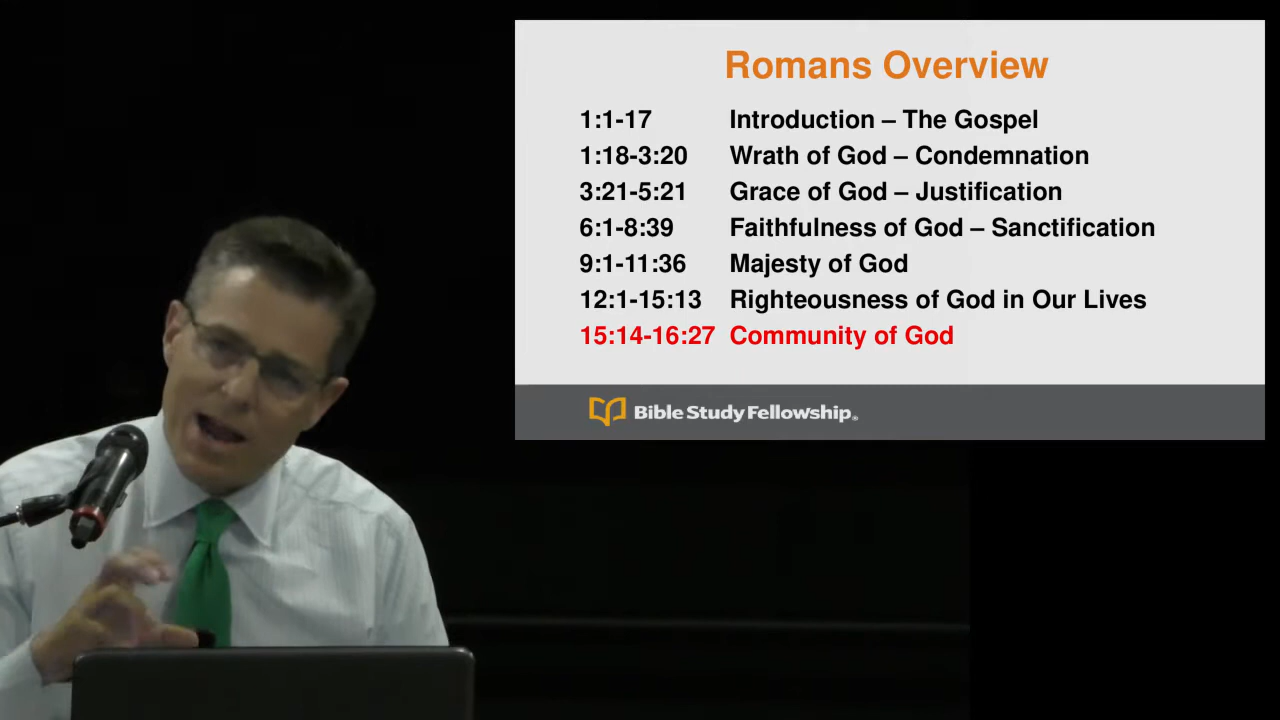 Romans Overview
1:1-17 Introduction – The Gospel
1:18-3:20 Wrath of God – Condemnation
3:21-5:21 Grace of God – Justification
6:1-8:39 Faithfulness of God – Sanctification
9:1-11:36 Majesty of God
12:1-15:13 Righteousness of God in Our Lives
15:14-16:27 Community of God
Bible Study Fellowship®